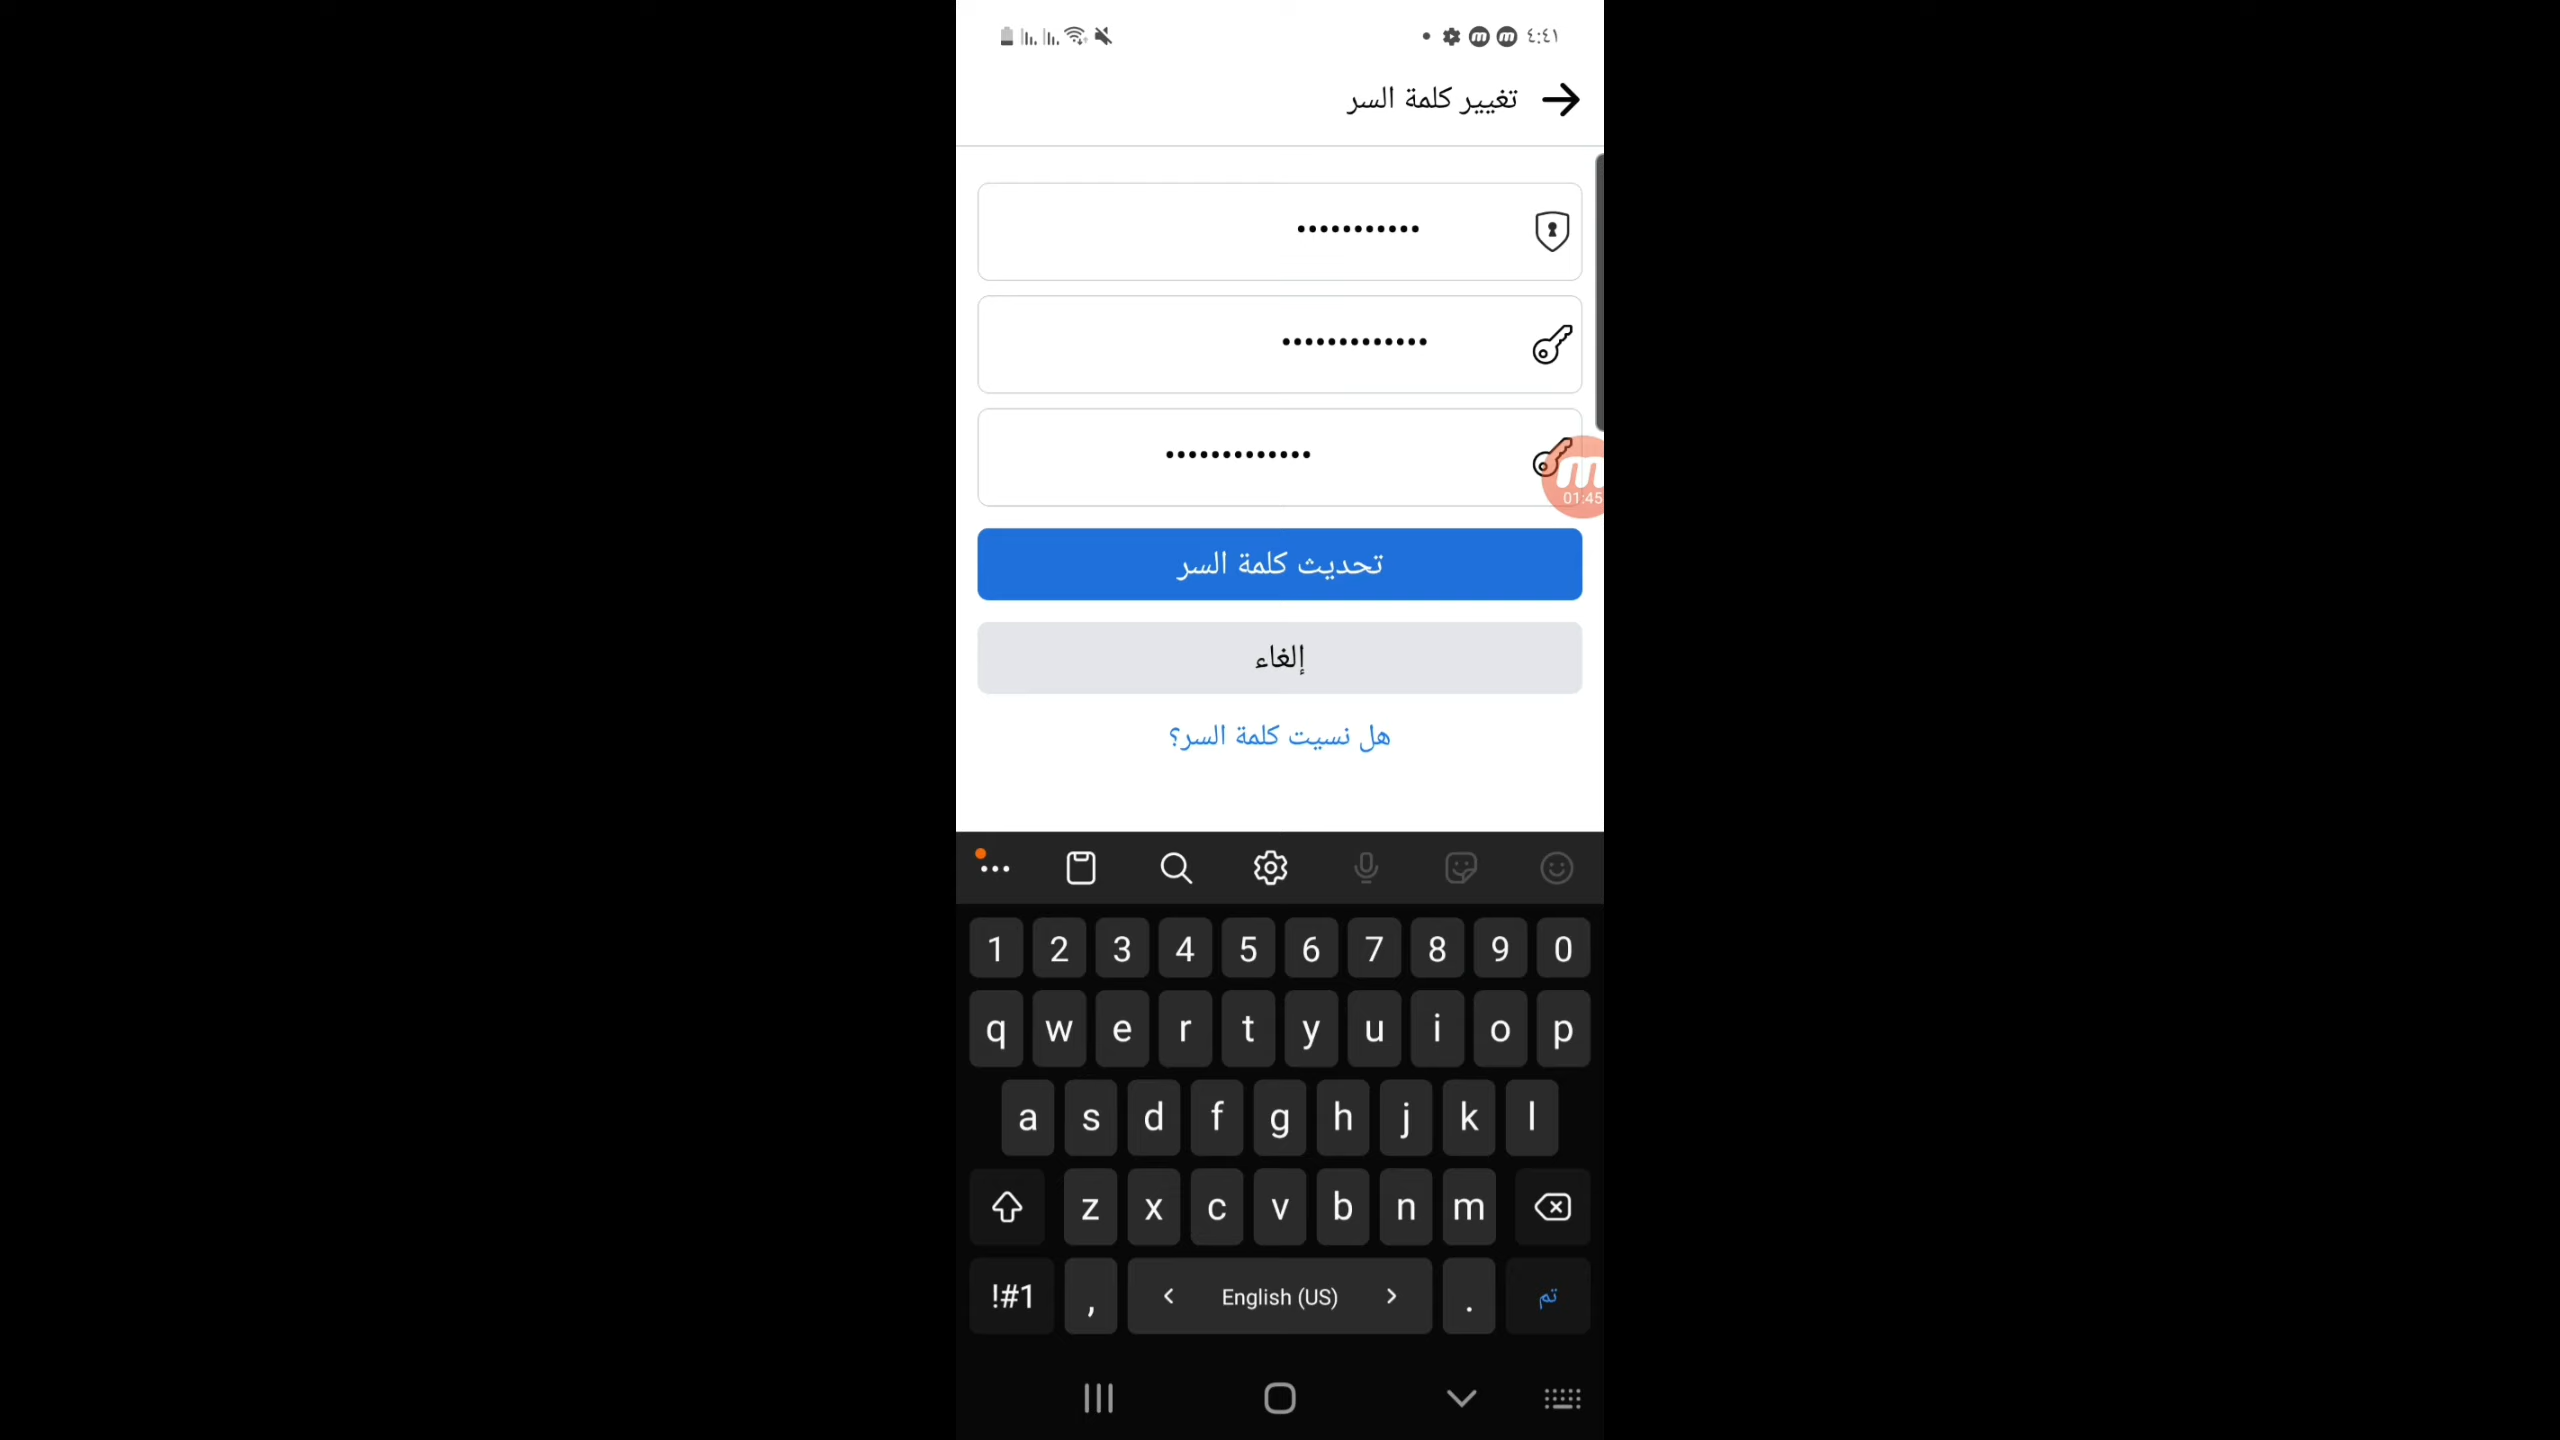 ٤:٤١
تغيير كلمة السر
•••••••••••
•••••••••••••
•••••••••••••
01:45
تحديث كلمة السر
إلغاء
هل نسيت كلمة السر؟
1 2 3 4 5 6 7 8 9 0
q w e r t y u i o p
a s d f g h j k l
z x c v b n m
!#1 , < English (US) > . تم